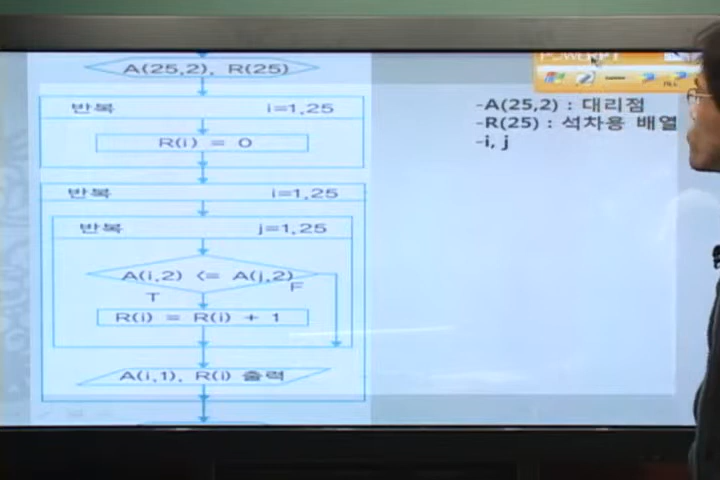 A(25,2), R(25)
반복 i=1,25
R(i) = 0
반복 i=1,25
반복 j=1,25
A(i,2) <= A(j,2)
T
F
R(i) = R(i) + 1
A(i,1), R(i) 출력
-A(25,2) : 대리점
-R(25) : 석차용 배열
-i, j